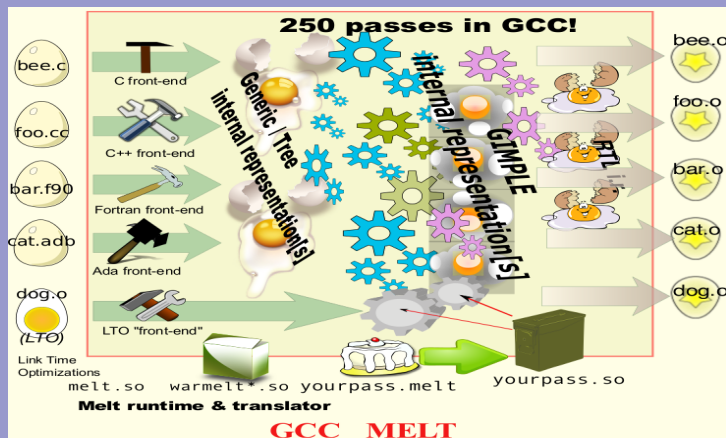 250 passes in GCC!
bee.c
C front-end
foo.cc
C++ front-end
bar.f90
Fortran front-end
cat.adb
Ada front-end
dog.o
(LTO)
LTO "front-end"
Link Time
Optimizations
Generic / Tree
internal representation[s]
GIMPLE
internal representation[s]
RTL
bee.o
foo.o
bar.o
cat.o
dog.o
melt.so
warmelt*.so
yourpass.melt
yourpass.so
Melt runtime & translator
GCC MELT